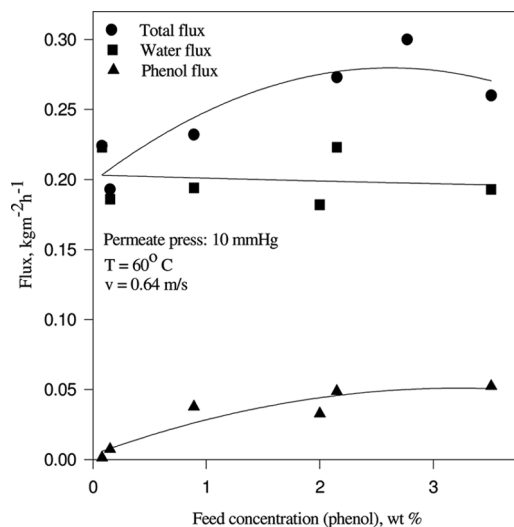 Total flux
Water flux
Phenol flux
0.30
0.25
0.20
0.15
0.10
0.05
0.00
Flux, kgm⁻²h⁻¹
Permeate press: 10 mmHg
T = 60° C
v = 0.64 m/s
0 1 2 3
Feed concentration (phenol), wt %